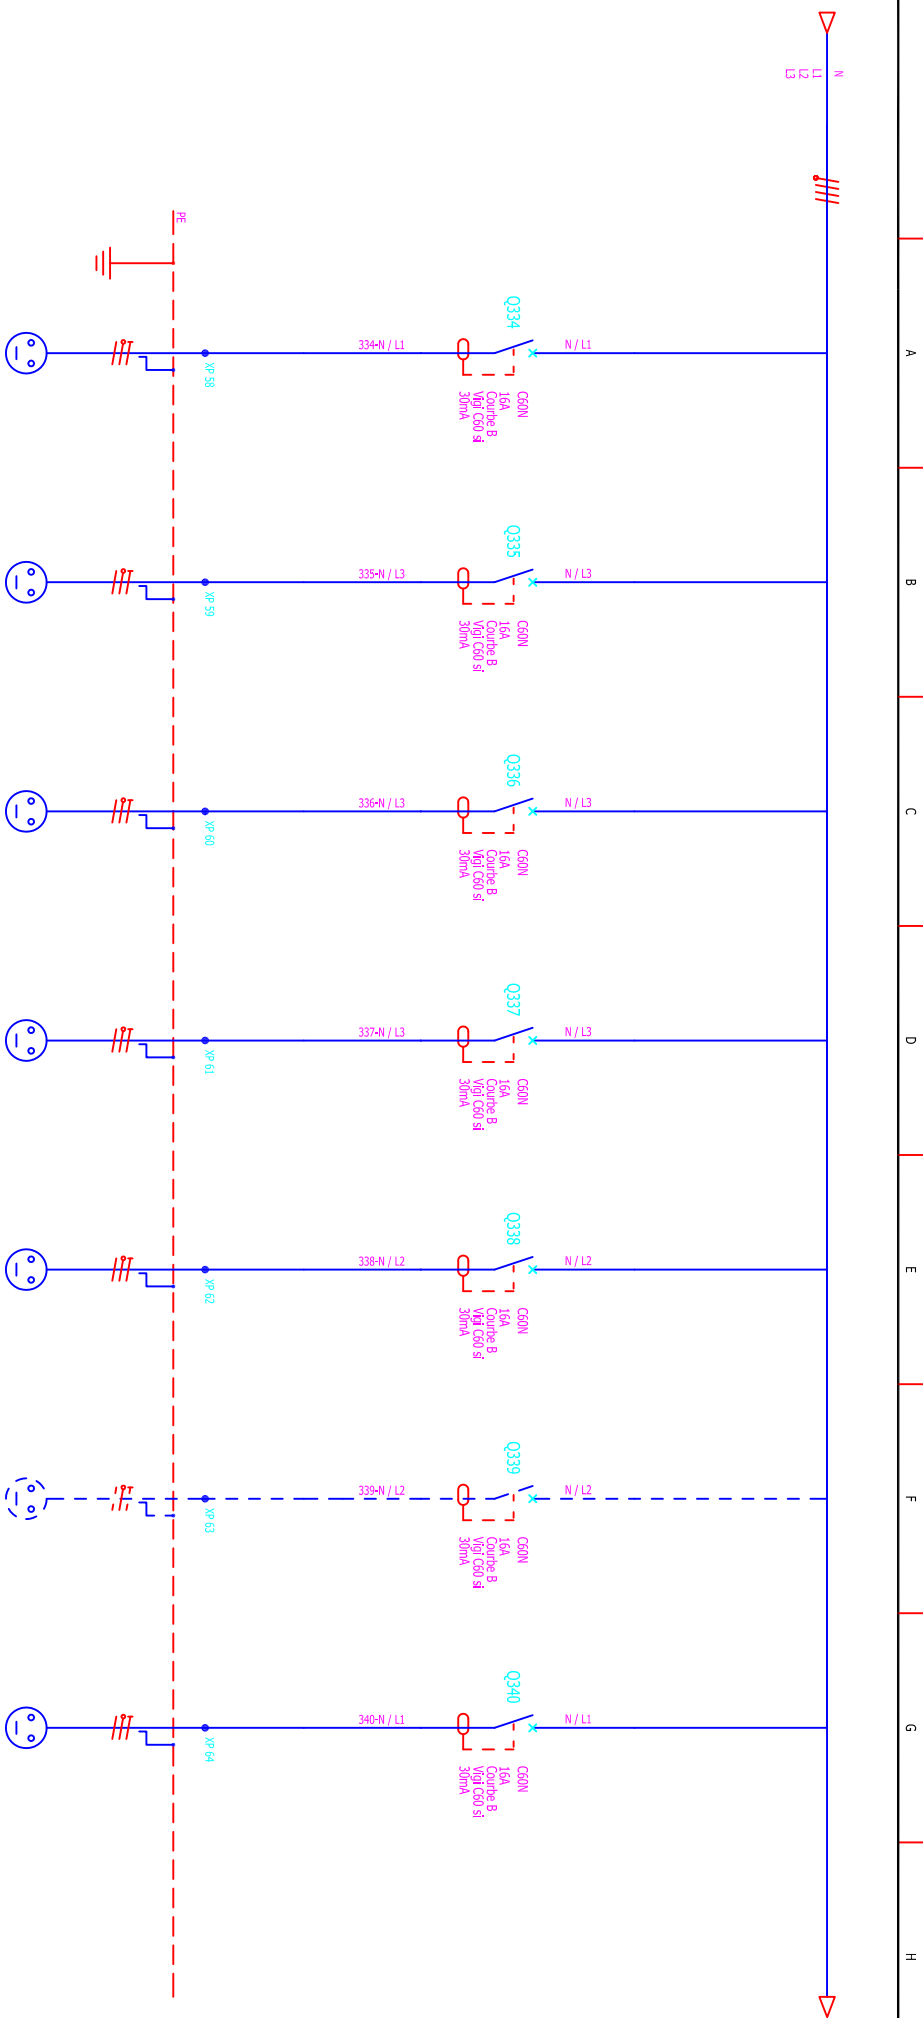 N
L1
L2
L3
PE
A
Q334
N / L1
334-N / L1
C60N
16A
Courbe B
Vigi C60 si
30mA
XP 58
B
Q335
N / L3
335-N / L3
C60N
16A
Courbe B
Vigi C60 si
30mA
XP 59
C
Q336
N / L3
336-N / L3
C60N
16A
Courbe B
Vigi C60 si
30mA
XP 60
D
Q337
N / L3
337-N / L3
C60N
16A
Courbe B
Vigi C60 si
30mA
XP 61
E
Q338
N / L2
338-N / L2
C60N
16A
Courbe B
Vigi C60 si
30mA
XP 62
F
Q339
N / L2
339-N / L2
C60N
16A
Courbe B
Vigi C60 si
30mA
XP 63
G
Q340
N / L1
340-N / L1
C60N
16A
Courbe B
Vigi C60 si
30mA
XP 64
H